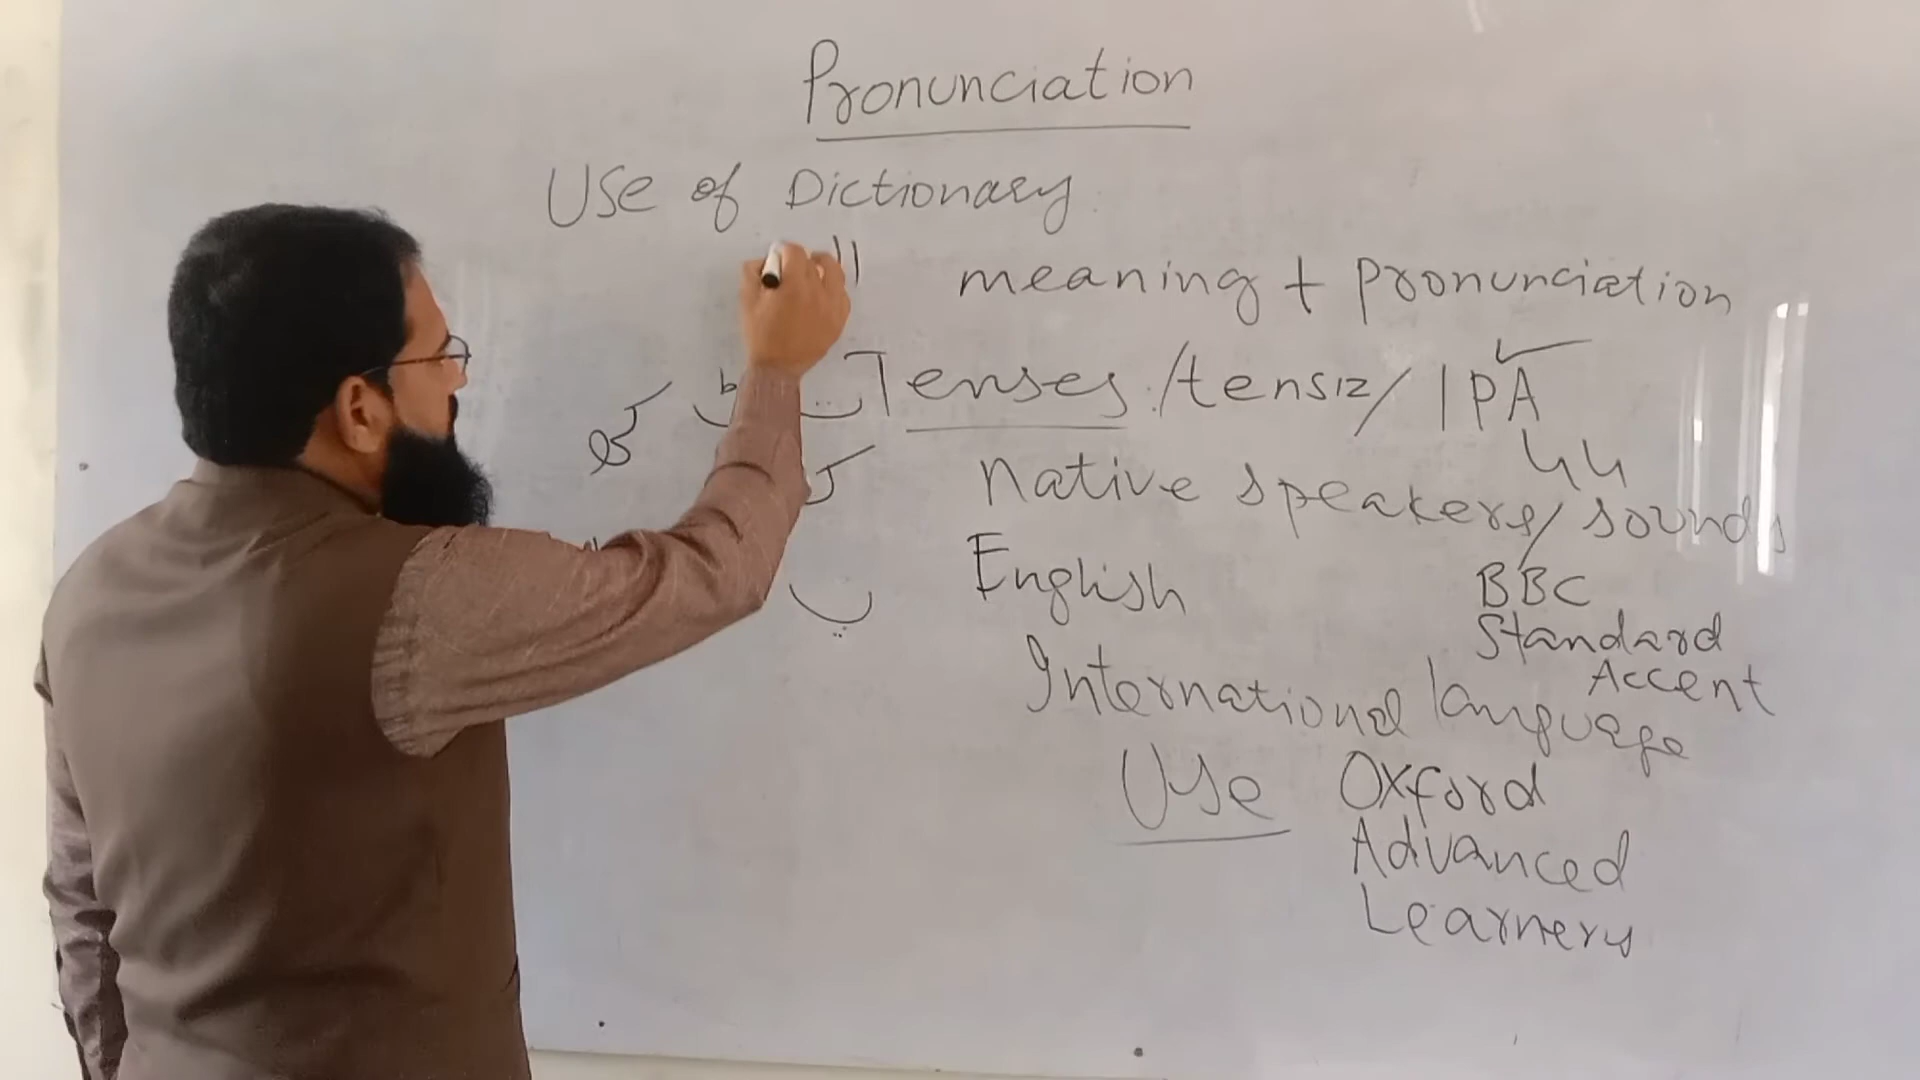 Pronunciation
Use of Dictionary
meaning + pronunciation
Tenses /tensız/ IPA
44
Native speakers/sounds
English
BBC
Standard
Accent
International language
Use Oxford
Advanced
Learners